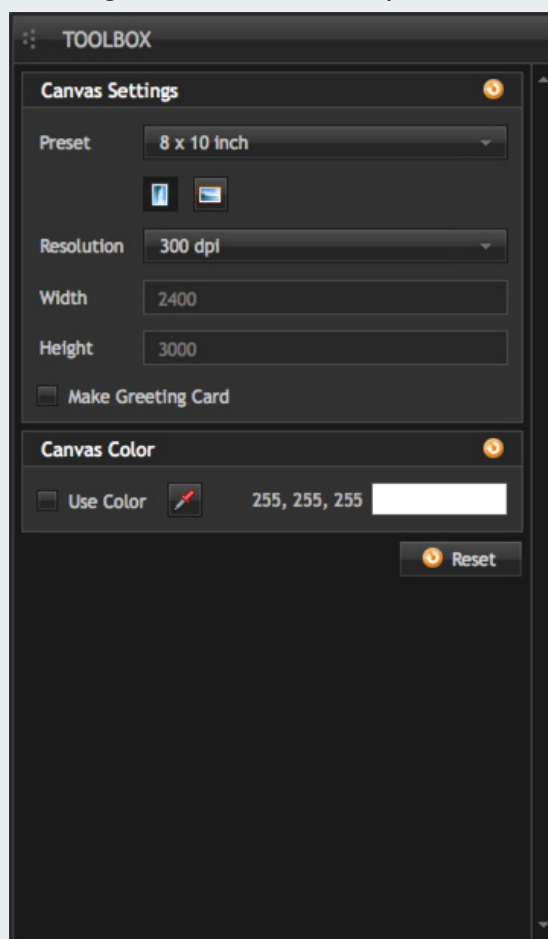 TOOLBOX
Canvas Settings
Preset 8 x 10 inch
Resolution 300 dpi
Width 2400
Height 3000
Make Greeting Card
Canvas Color
Use Color 255, 255, 255
Reset